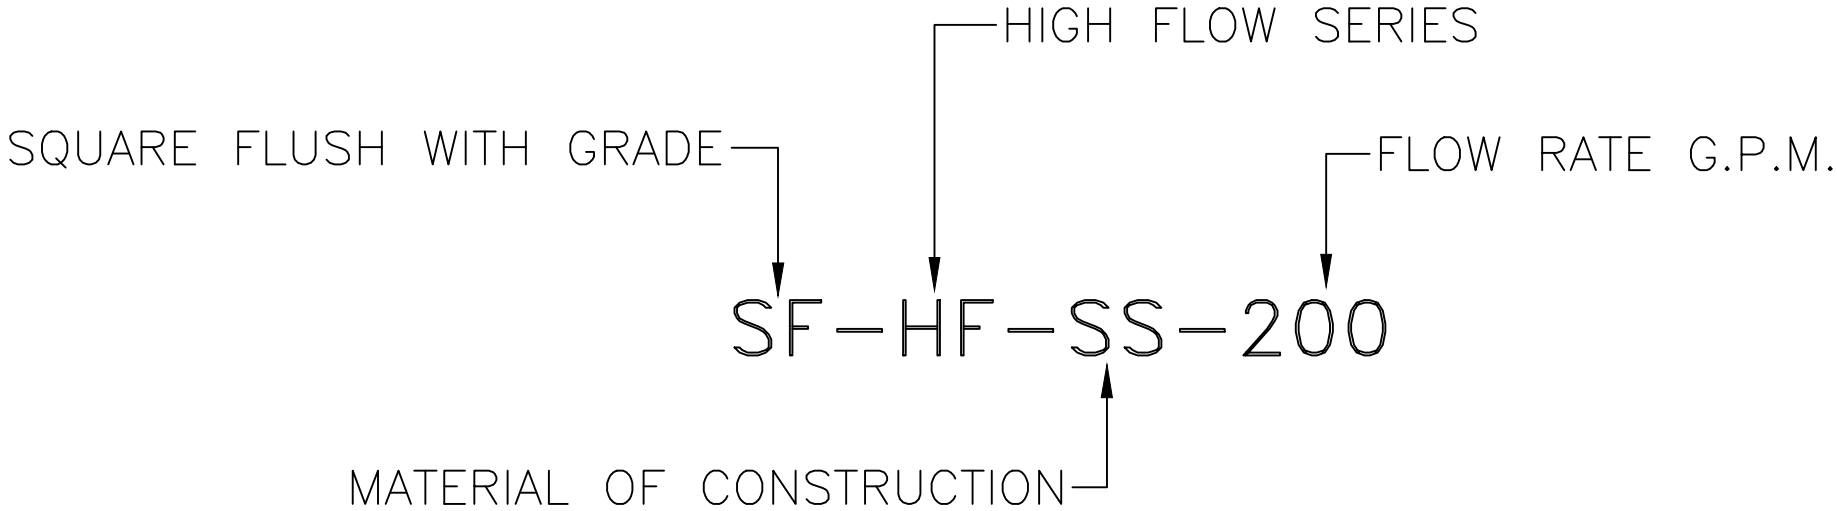 HIGH FLOW SERIES
SQUARE FLUSH WITH GRADE
FLOW RATE G.P.M.
SF-HF-SS-200
MATERIAL OF CONSTRUCTION